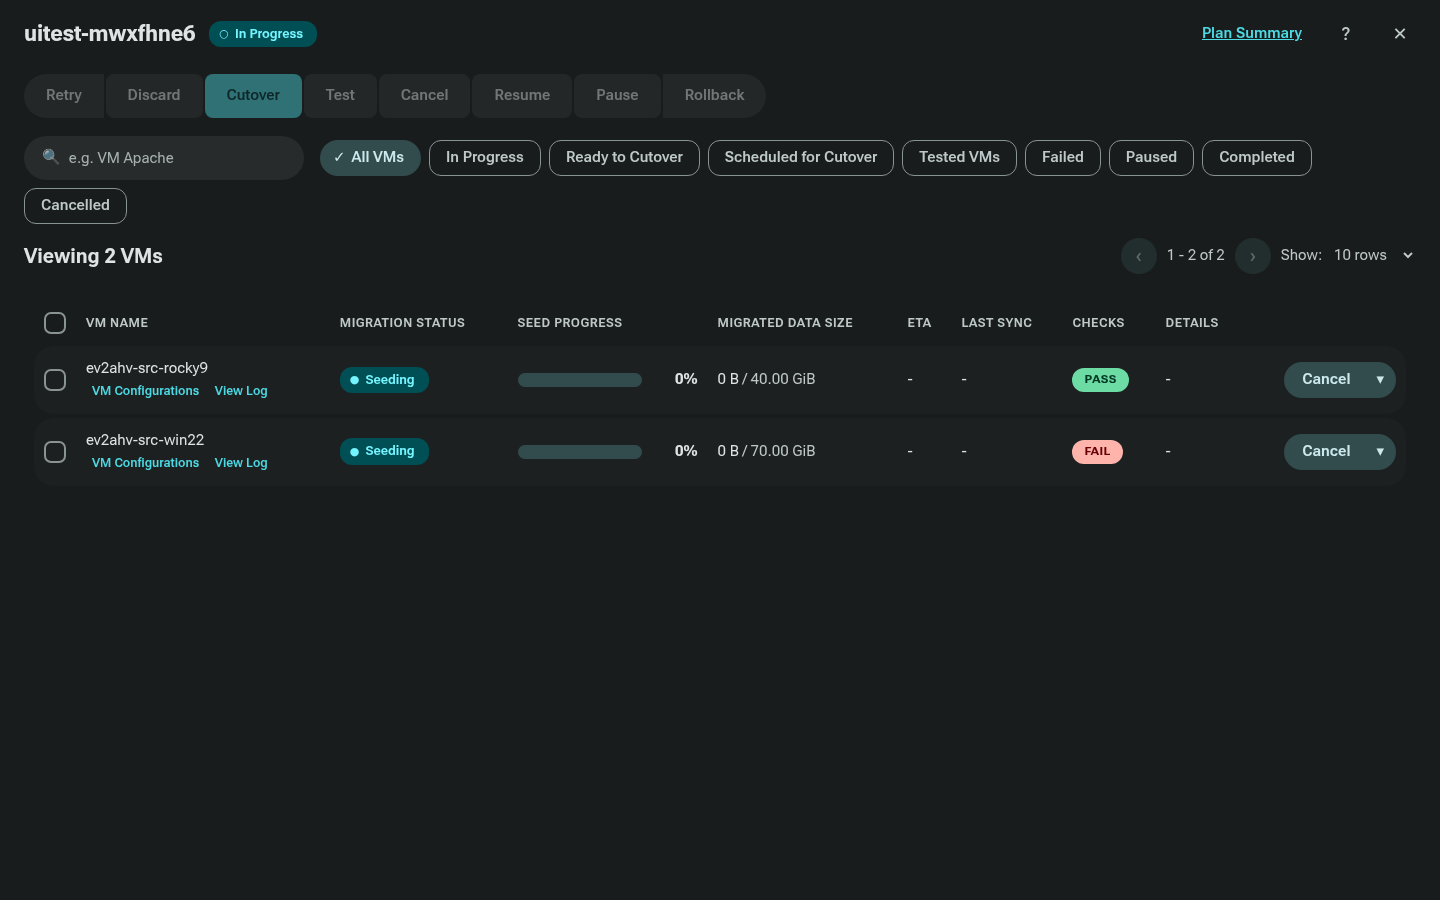 uitest-mwxfhne6 In Progress Plan Summary ? ✕
Retry Discard Cutover Test Cancel Resume Pause Rollback
e.g. VM Apache ✓ All VMs In Progress Ready to Cutover Scheduled for Cutover Tested VMs Failed Paused Completed
Cancelled
Viewing 2 VMs ‹ 1 - 2 of 2 › Show: 10 rows
VM NAME MIGRATION STATUS SEED PROGRESS MIGRATED DATA SIZE ETA LAST SYNC CHECKS DETAILS
ev2ahv-src-rocky9 Seeding 0% 0 B / 40.00 GiB - - PASS - Cancel ▾
VM Configurations View Log
ev2ahv-src-win22 Seeding 0% 0 B / 70.00 GiB - - FAIL - Cancel ▾
VM Configurations View Log